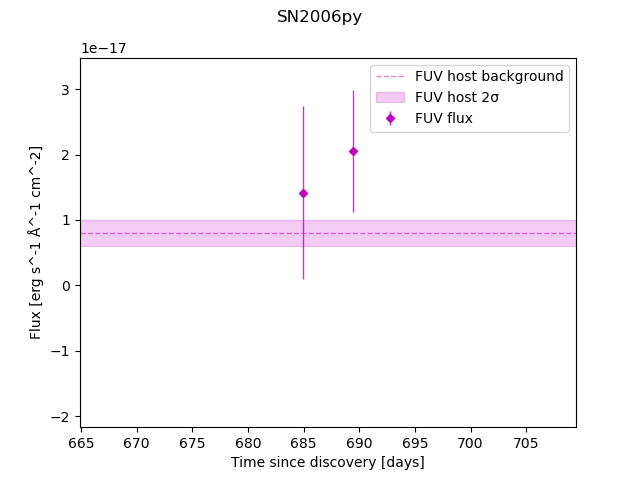 SN2006py
1e−17
FUV host background
FUV host 2σ
FUV flux
3
2
1
0
−1
−2
Flux [erg s^-1 Å^-1 cm^-2]
665 670 675 680 685 690 695 700 705
Time since discovery [days]